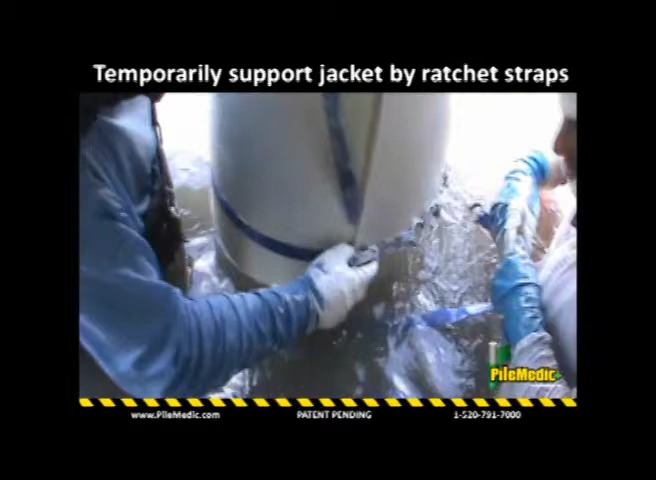 Temporarily support jacket by ratchet straps
PileMedic
www.PileMedic.com PATENT PENDING 1-520-791-7000